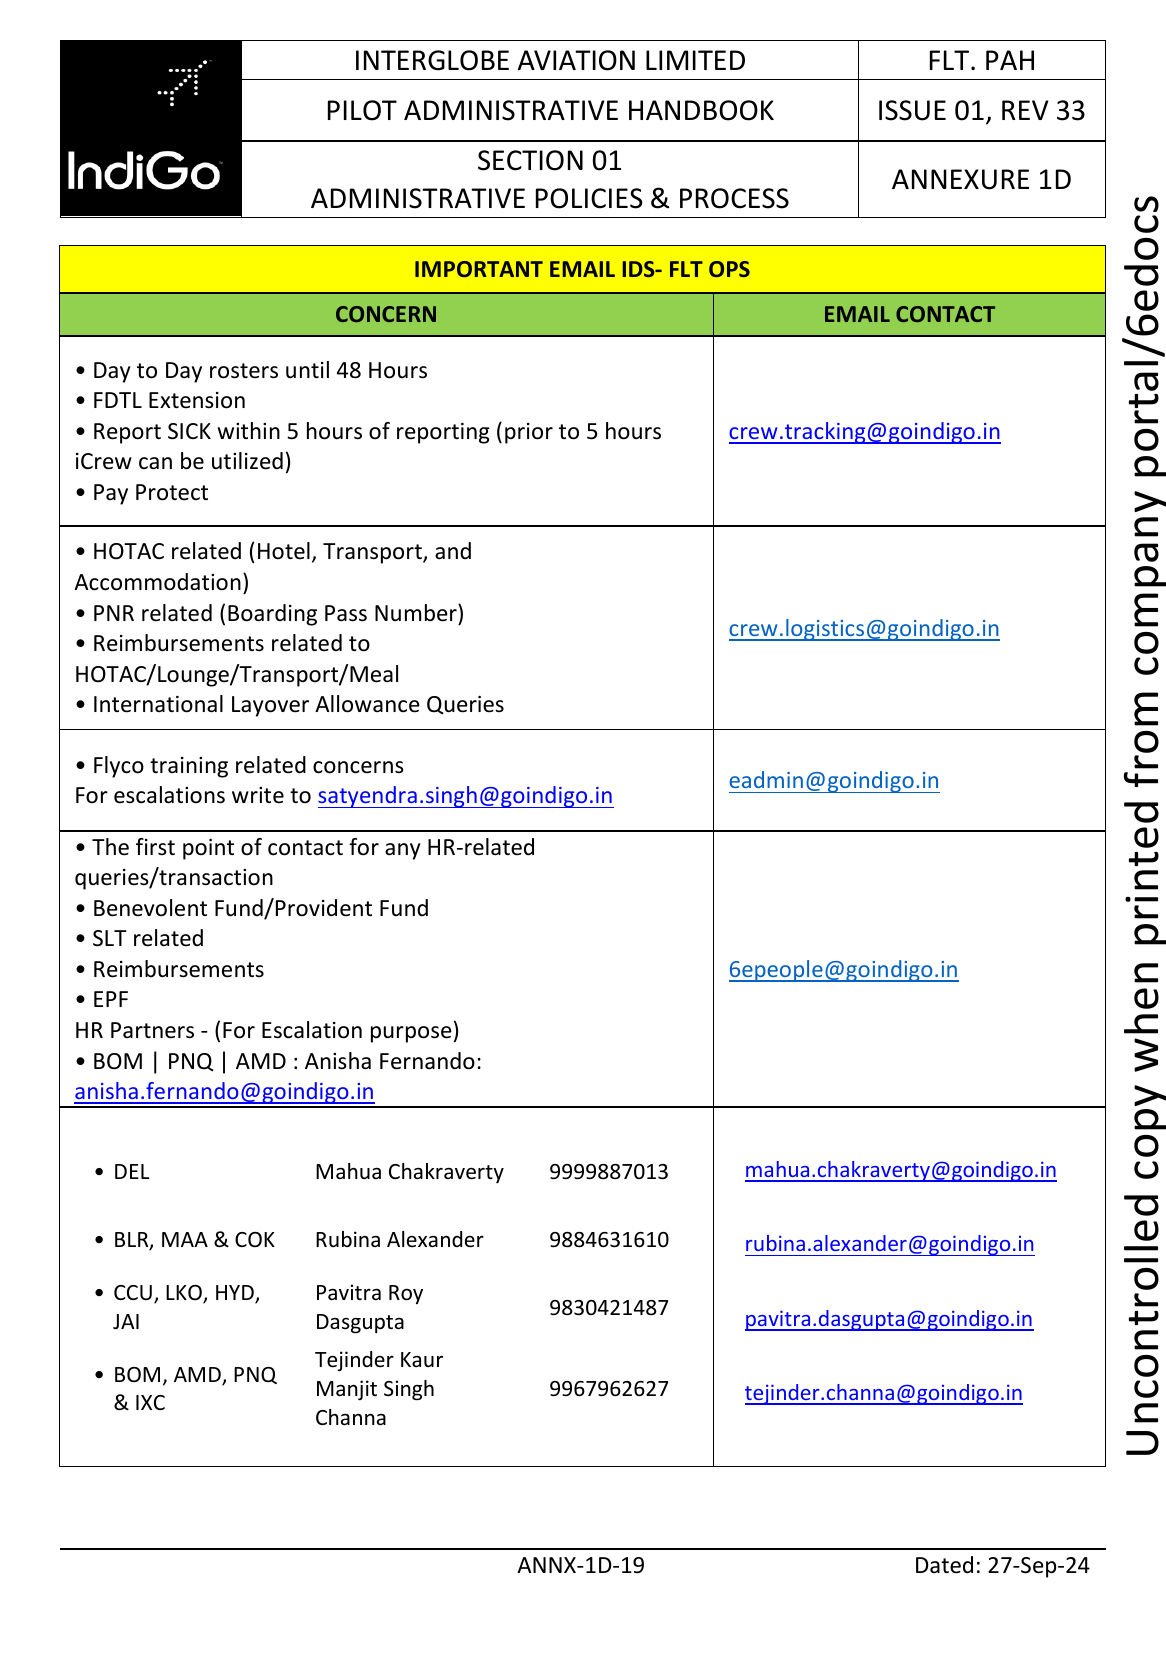 IndiGo
INTERGLOBE AVIATION LIMITED
FLT. PAH
PILOT ADMINISTRATIVE HANDBOOK
ISSUE 01, REV 33
SECTION 01
ADMINISTRATIVE POLICIES & PROCESS
ANNEXURE 1D
IMPORTANT EMAIL IDS- FLT OPS
CONCERN
EMAIL CONTACT
• Day to Day rosters until 48 Hours
• FDTL Extension
• Report SICK within 5 hours of reporting (prior to 5 hours
iCrew can be utilized)
• Pay Protect
crew.tracking@goindigo.in
• HOTAC related (Hotel, Transport, and
Accommodation)
• PNR related (Boarding Pass Number)
• Reimbursements related to
HOTAC/Lounge/Transport/Meal
• International Layover Allowance Queries
crew.logistics@goindigo.in
• Flyco training related concerns
For escalations write to satyendra.singh@goindigo.in
eadmin@goindigo.in
• The first point of contact for any HR-related
queries/transaction
• Benevolent Fund/Provident Fund
• SLT related
• Reimbursements
• EPF
HR Partners - (For Escalation purpose)
• BOM | PNQ | AMD : Anisha Fernando:
anisha.fernando@goindigo.in
6epeople@goindigo.in
• DEL
Mahua Chakraverty
9999887013
mahua.chakraverty@goindigo.in
• BLR, MAA & COK
Rubina Alexander
9884631610
rubina.alexander@goindigo.in
• CCU, LKO, HYD,
JAI
Pavitra Roy
Dasgupta
9830421487
pavitra.dasgupta@goindigo.in
• BOM, AMD, PNQ
& IXC
Tejinder Kaur
Manjit Singh
Channa
9967962627
tejinder.channa@goindigo.in
ANNX-1D-19
Dated: 27-Sep-24
Uncontrolled copy when printed from company portal/6edocs